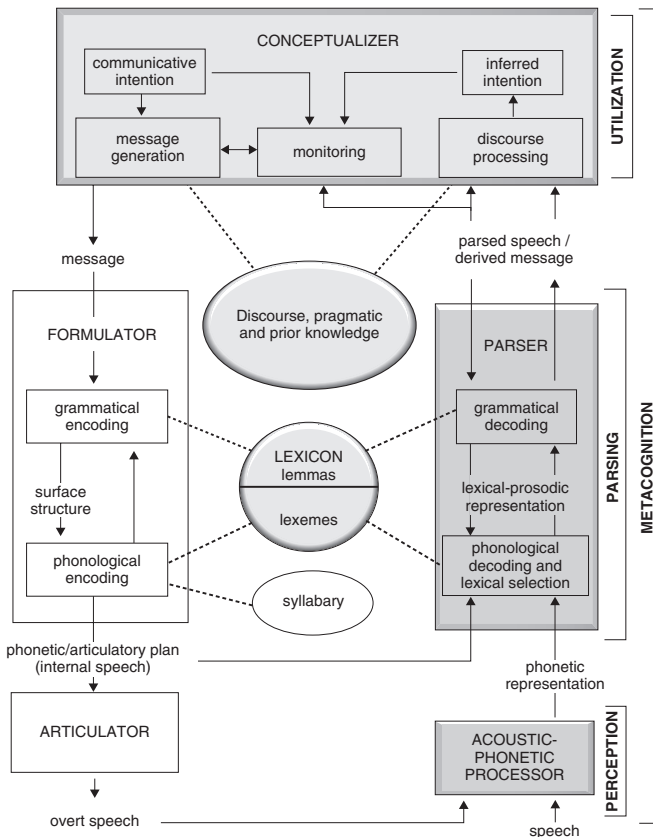 CONCEPTUALIZER
communicative
intention
inferred
intention
message
generation
monitoring
discourse
processing
UTILIZATION
message
parsed speech /
derived message
Discourse, pragmatic
and prior knowledge
FORMULATOR
PARSER
grammatical
encoding
grammatical
decoding
LEXICON
lemmas
lexemes
surface
structure
lexical-prosodic
representation
phonological
encoding
phonological
decoding and
lexical selection
syllabary
PARSING
METACOGNITION
phonetic/articulatory plan
(internal speech)
phonetic
representation
ARTICULATOR
ACOUSTIC-
PHONETIC
PROCESSOR
PERCEPTION
overt speech
speech